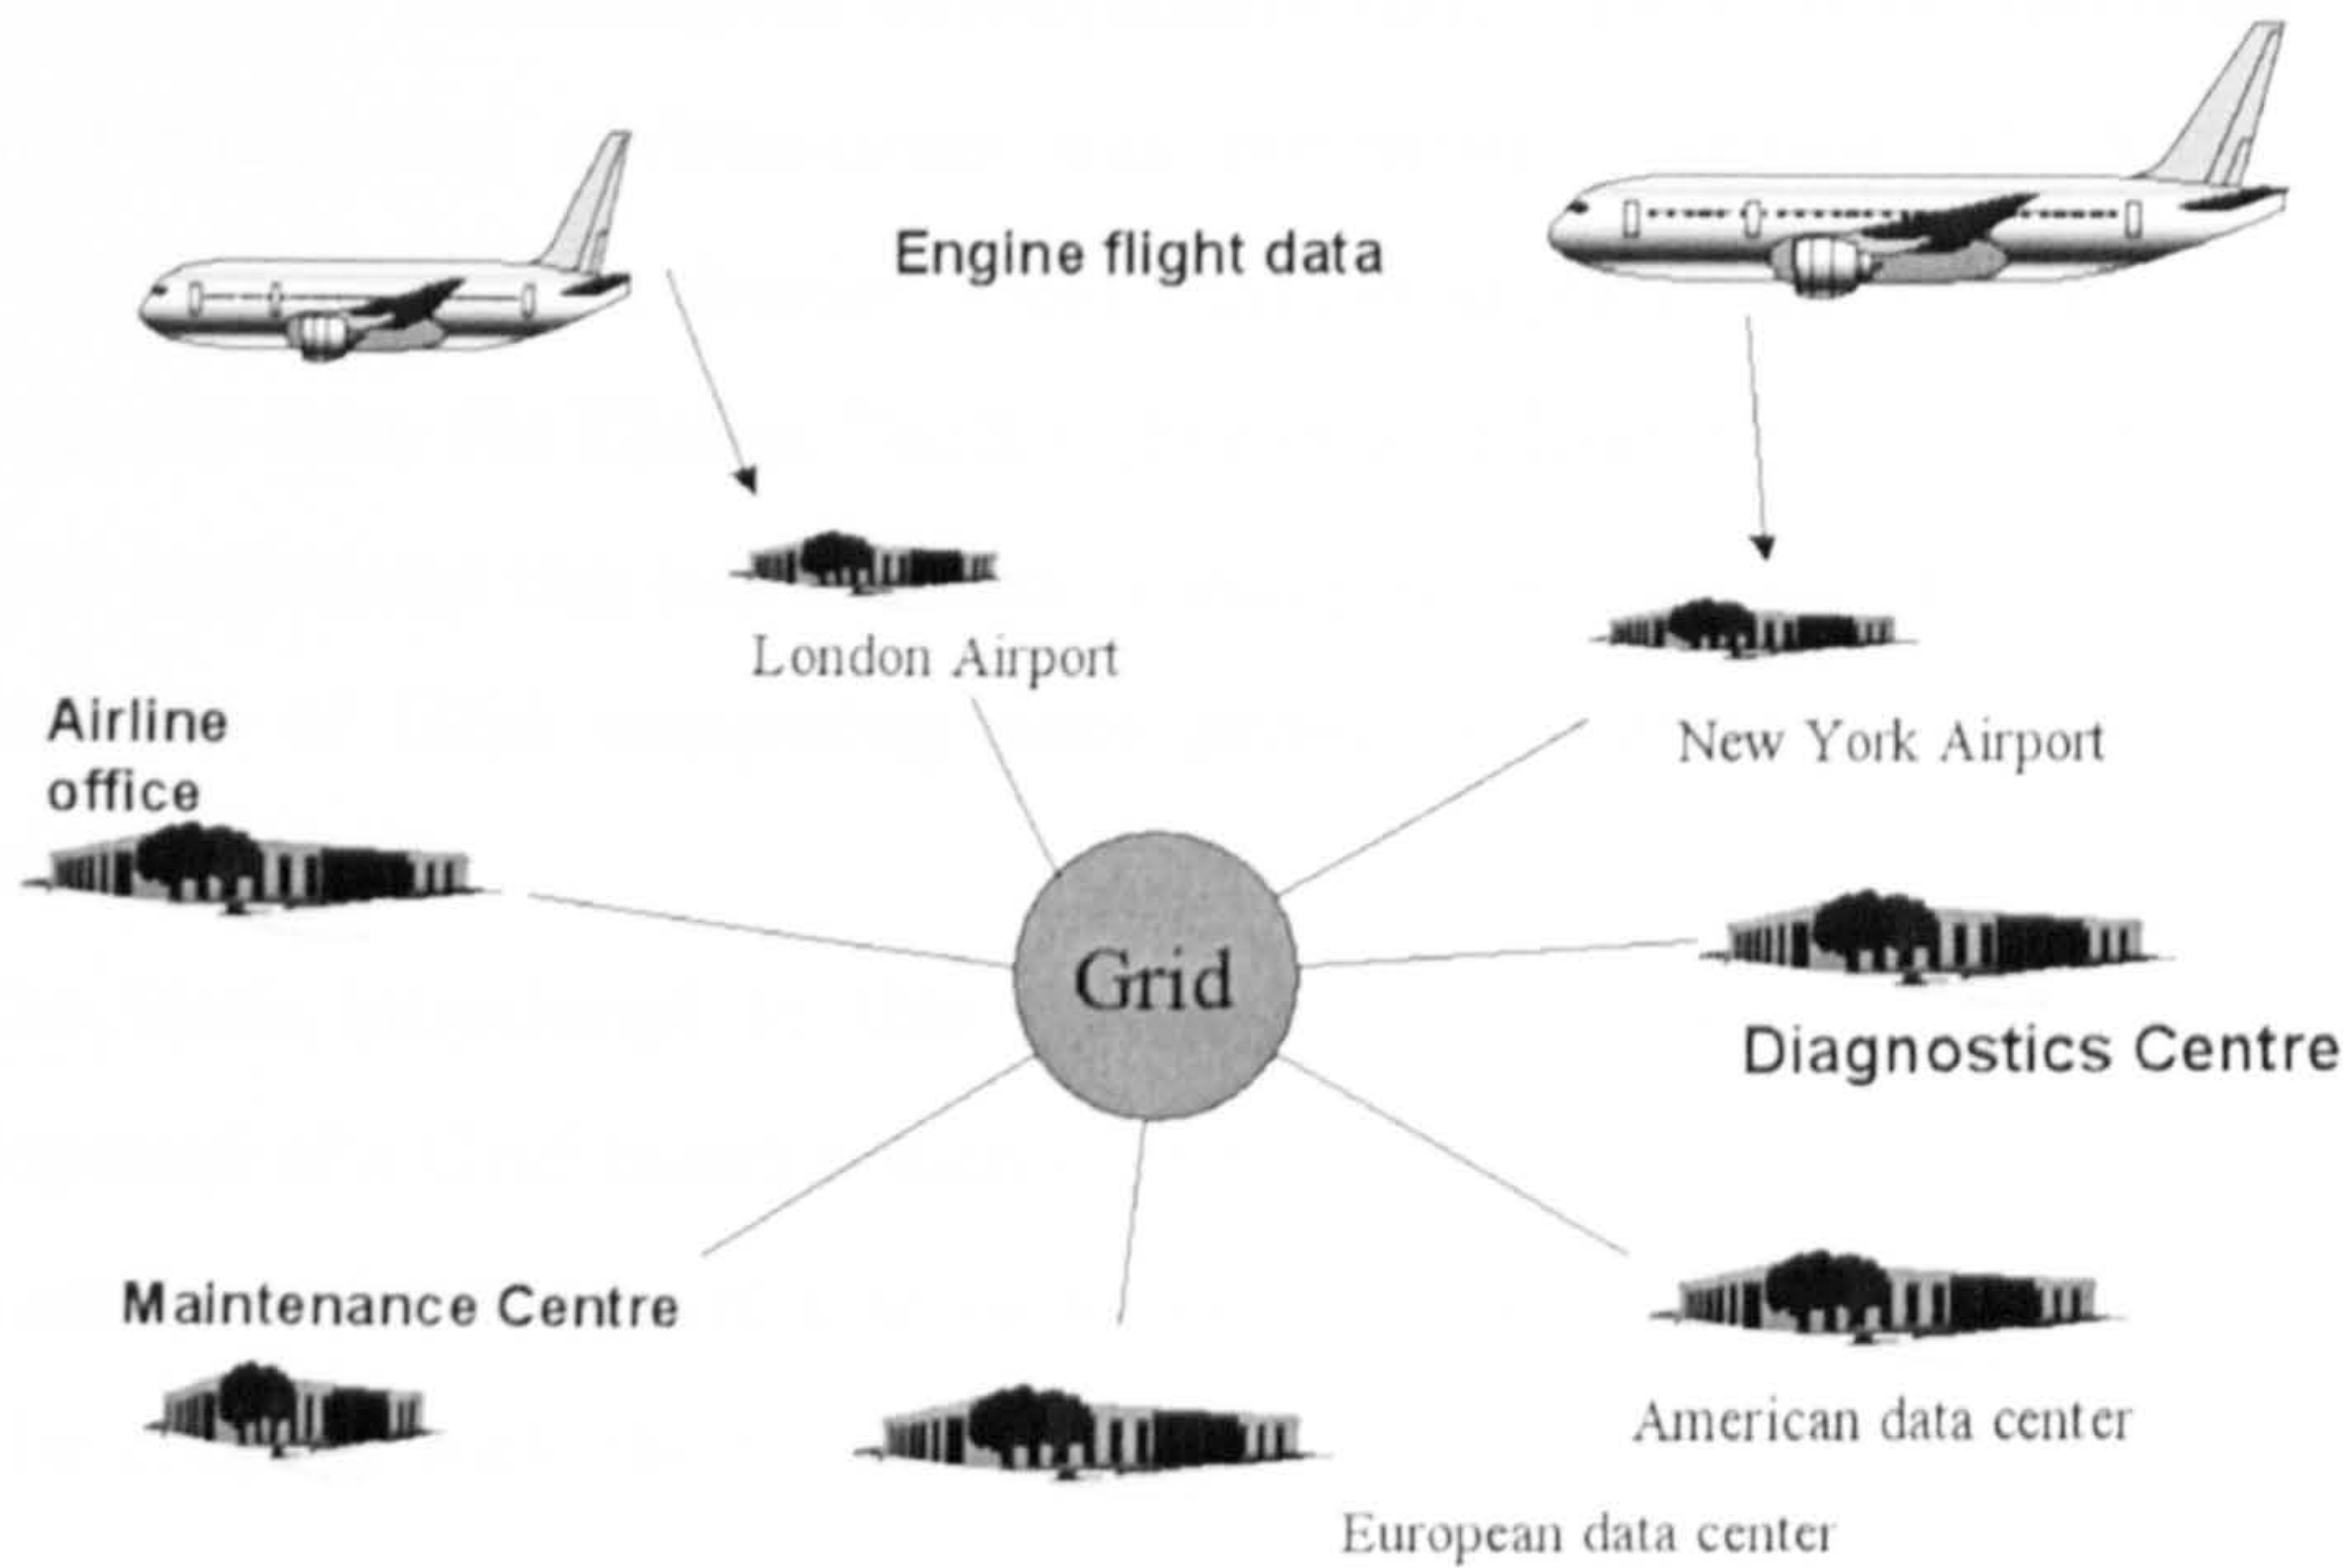 Engine flight data
London Airport
New York Airport
Airline
office
Grid
Diagnostics Centre
Maintenance Centre
American data center
European data center